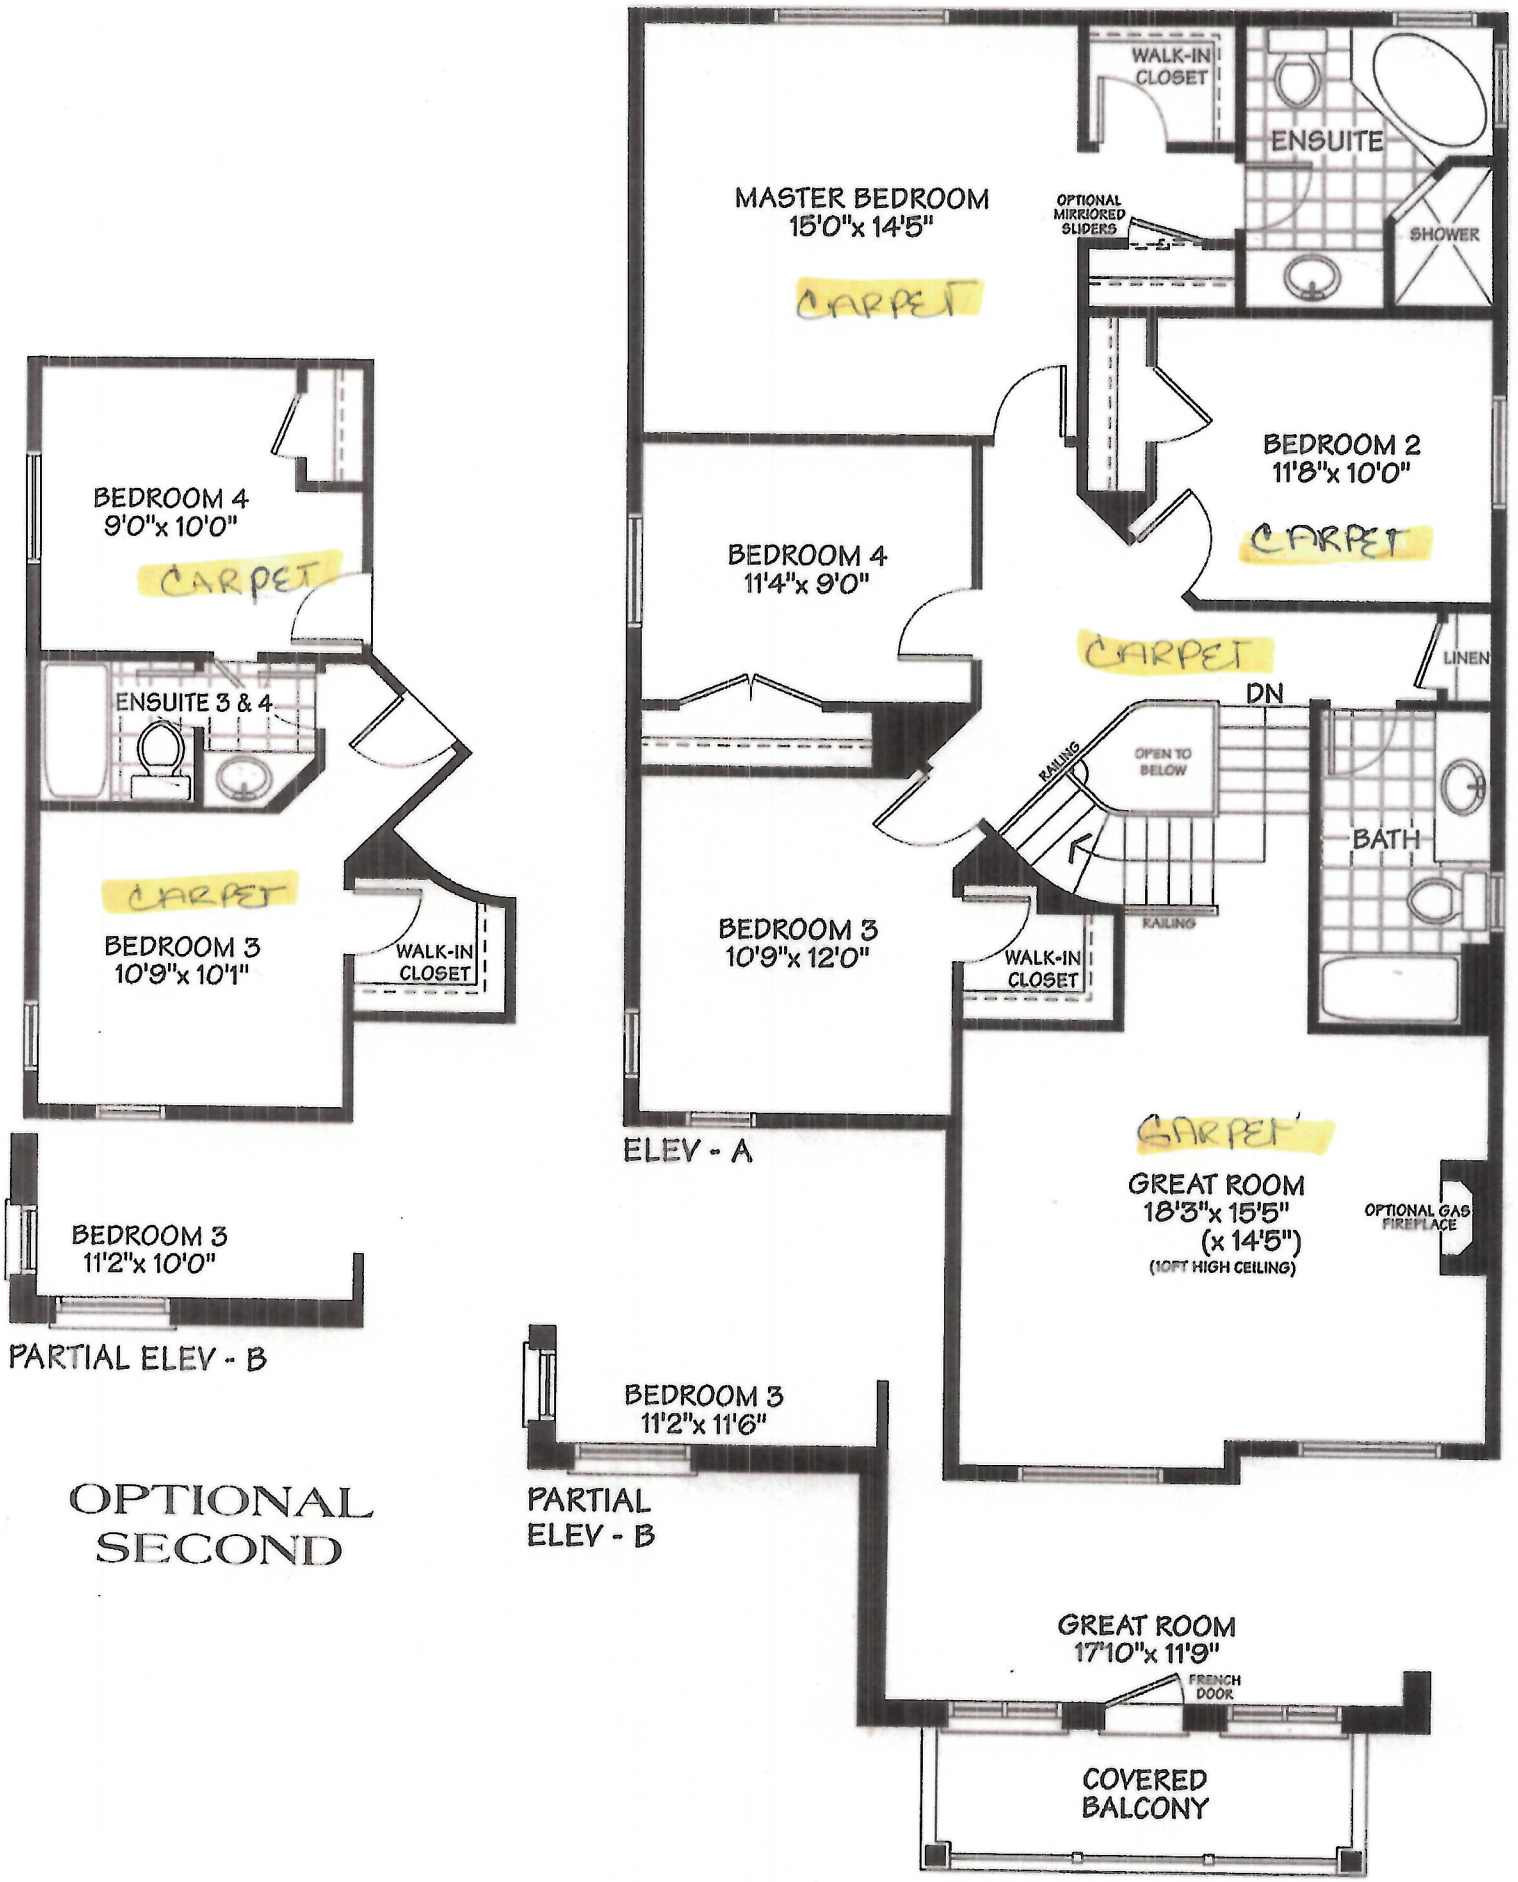 WALK-IN
CLOSET
ENSUITE
MASTER BEDROOM
15'0"x 14'5"
OPTIONAL
MIRRIORED
SLIDERS
SHOWER
CARPET
BEDROOM 2
11'8"x 10'0"
CARPET
BEDROOM 4
9'0"x 10'0"
CARPET
BEDROOM 4
11'4"x 9'0"
CARPET
LINEN
DN
ENSUITE 3 & 4
RAILING
OPEN TO
BELOW
BATH
CARPET
BEDROOM 3
10'9"x 10'1"
WALK-IN
CLOSET
BEDROOM 3
10'9"x 12'0"
WALK-IN
CLOSET
RAILING
ELEV - A
CARPET
GREAT ROOM
18'3"x 15'5"
(x 14'5")
(10FT HIGH CEILING)
OPTIONAL GAS
FIREPLACE
BEDROOM 3
11'2"x 10'0"
PARTIAL ELEV - B
BEDROOM 3
11'2"x 11'6"
PARTIAL
ELEV - B
OPTIONAL
SECOND
GREAT ROOM
17'10"x 11'9"
FRENCH
DOOR
COVERED
BALCONY